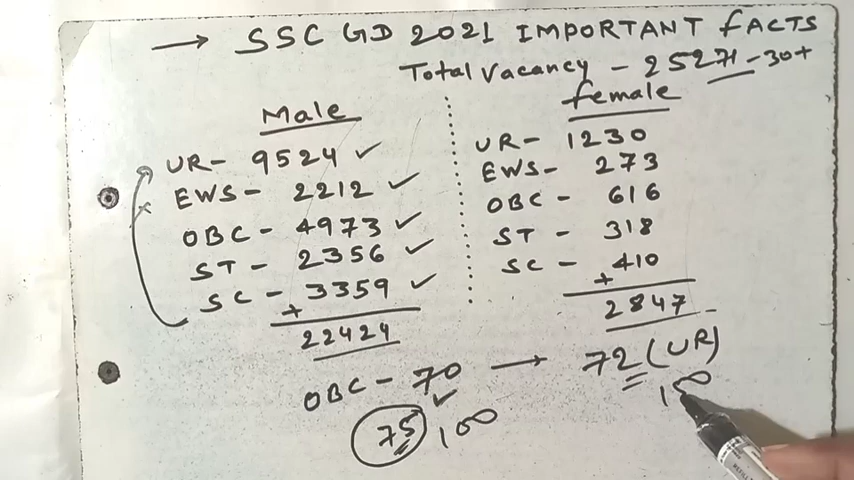 → SSC GD 2021 IMPORTANT FACTS
Total Vacancy - 25271 - 30+
Male
UR - 9524 ✓
EWS - 2212 ✓
OBC - 4973 ✓
ST - 2356 ✓
SC - 3359 ✓
+
22424
female
UR - 1230
EWS - 273
OBC - 616
ST - 318
SC - 410
+
2847
OBC - 70 → 72 (UR)
75 100
100